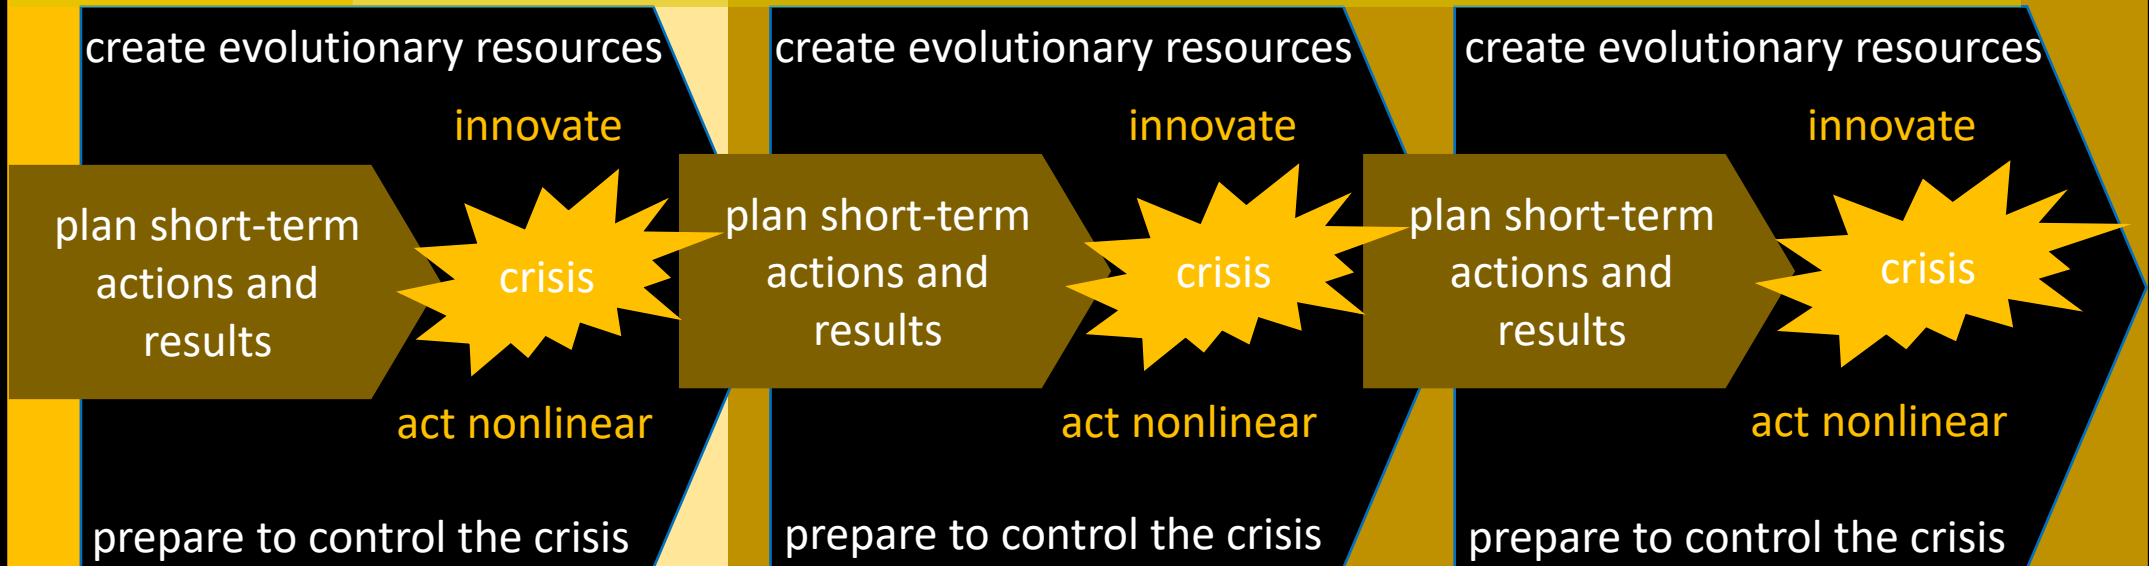 create evolutionary resources
innovate
plan short-term
actions and
results
crisis
act nonlinear
prepare to control the crisis
create evolutionary resources
innovate
plan short-term
actions and
results
crisis
act nonlinear
prepare to control the crisis
create evolutionary resources
innovate
plan short-term
actions and
results
crisis
act nonlinear
prepare to control the crisis